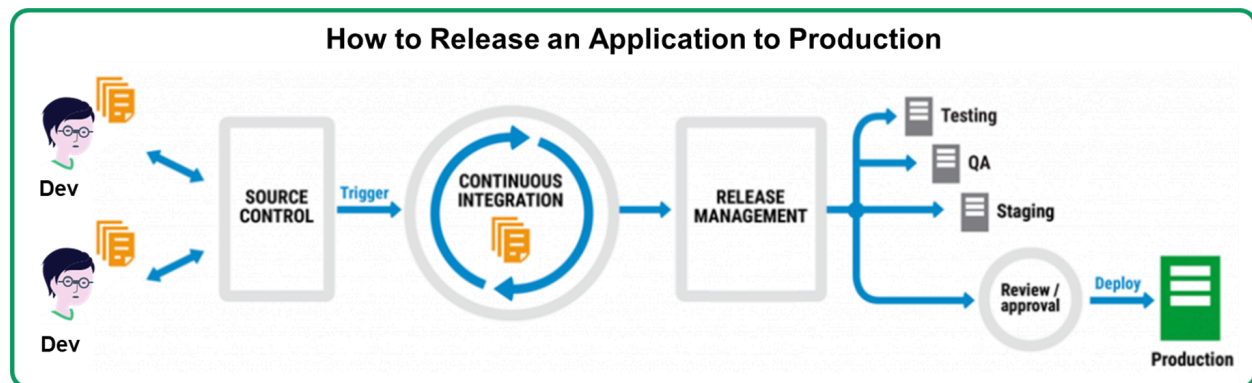 How to Release an Application to Production
Dev
Dev
SOURCE
CONTROL
Trigger
CONTINUOUS
INTEGRATION
RELEASE
MANAGEMENT
Testing
QA
Staging
Review /
approval
Deploy
Production